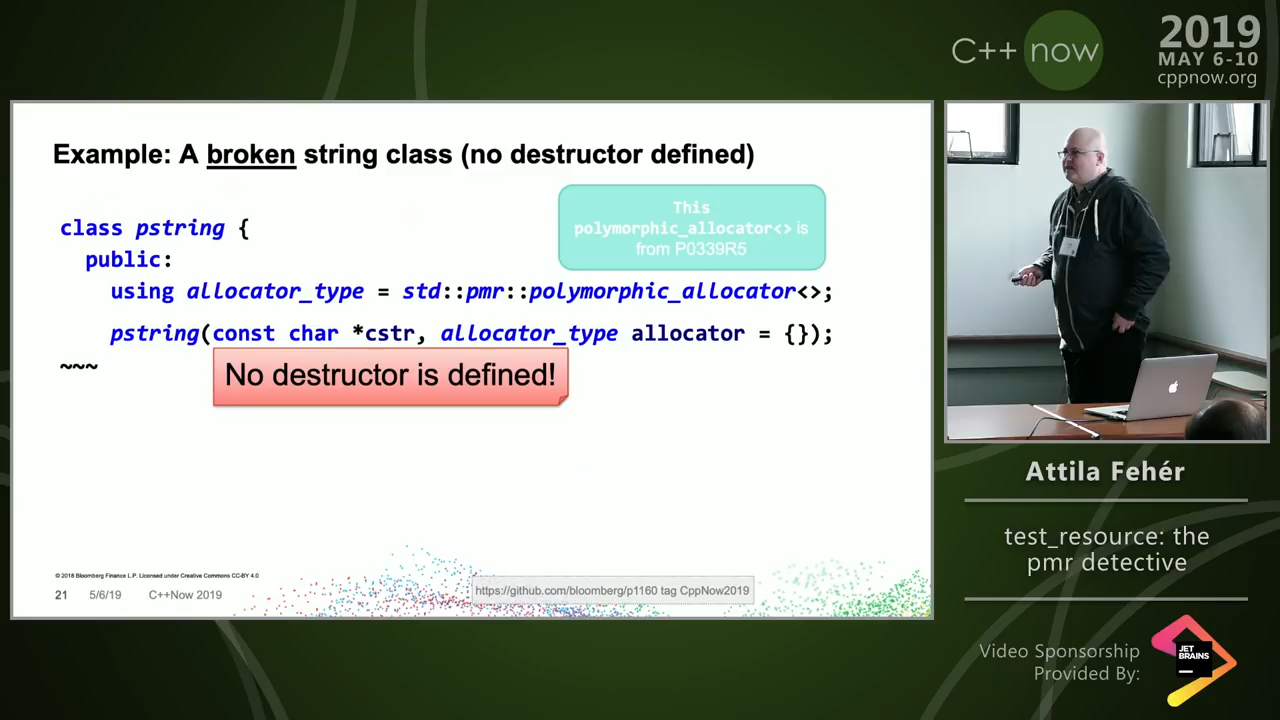 C++ now
2019
MAY 6-10
cppnow.org
Example: A broken string class (no destructor defined)
This
polymorphic_allocator<> is
from P0339R5
class pstring {
public:
using allocator_type = std::pmr::polymorphic_allocator<>;
pstring(const char *cstr, allocator_type allocator = {});
~~~
No destructor is defined!
© 2018 Bloomberg Finance L.P. Licensed under Creative Commons CC-BY 4.0
21 5/6/19 C++Now 2019
https://github.com/bloomberg/p1160 tag CppNow2019
Attila Fehér
test_resource: the
pmr detective
Video Sponsorship
Provided By:
JET
BRAINS